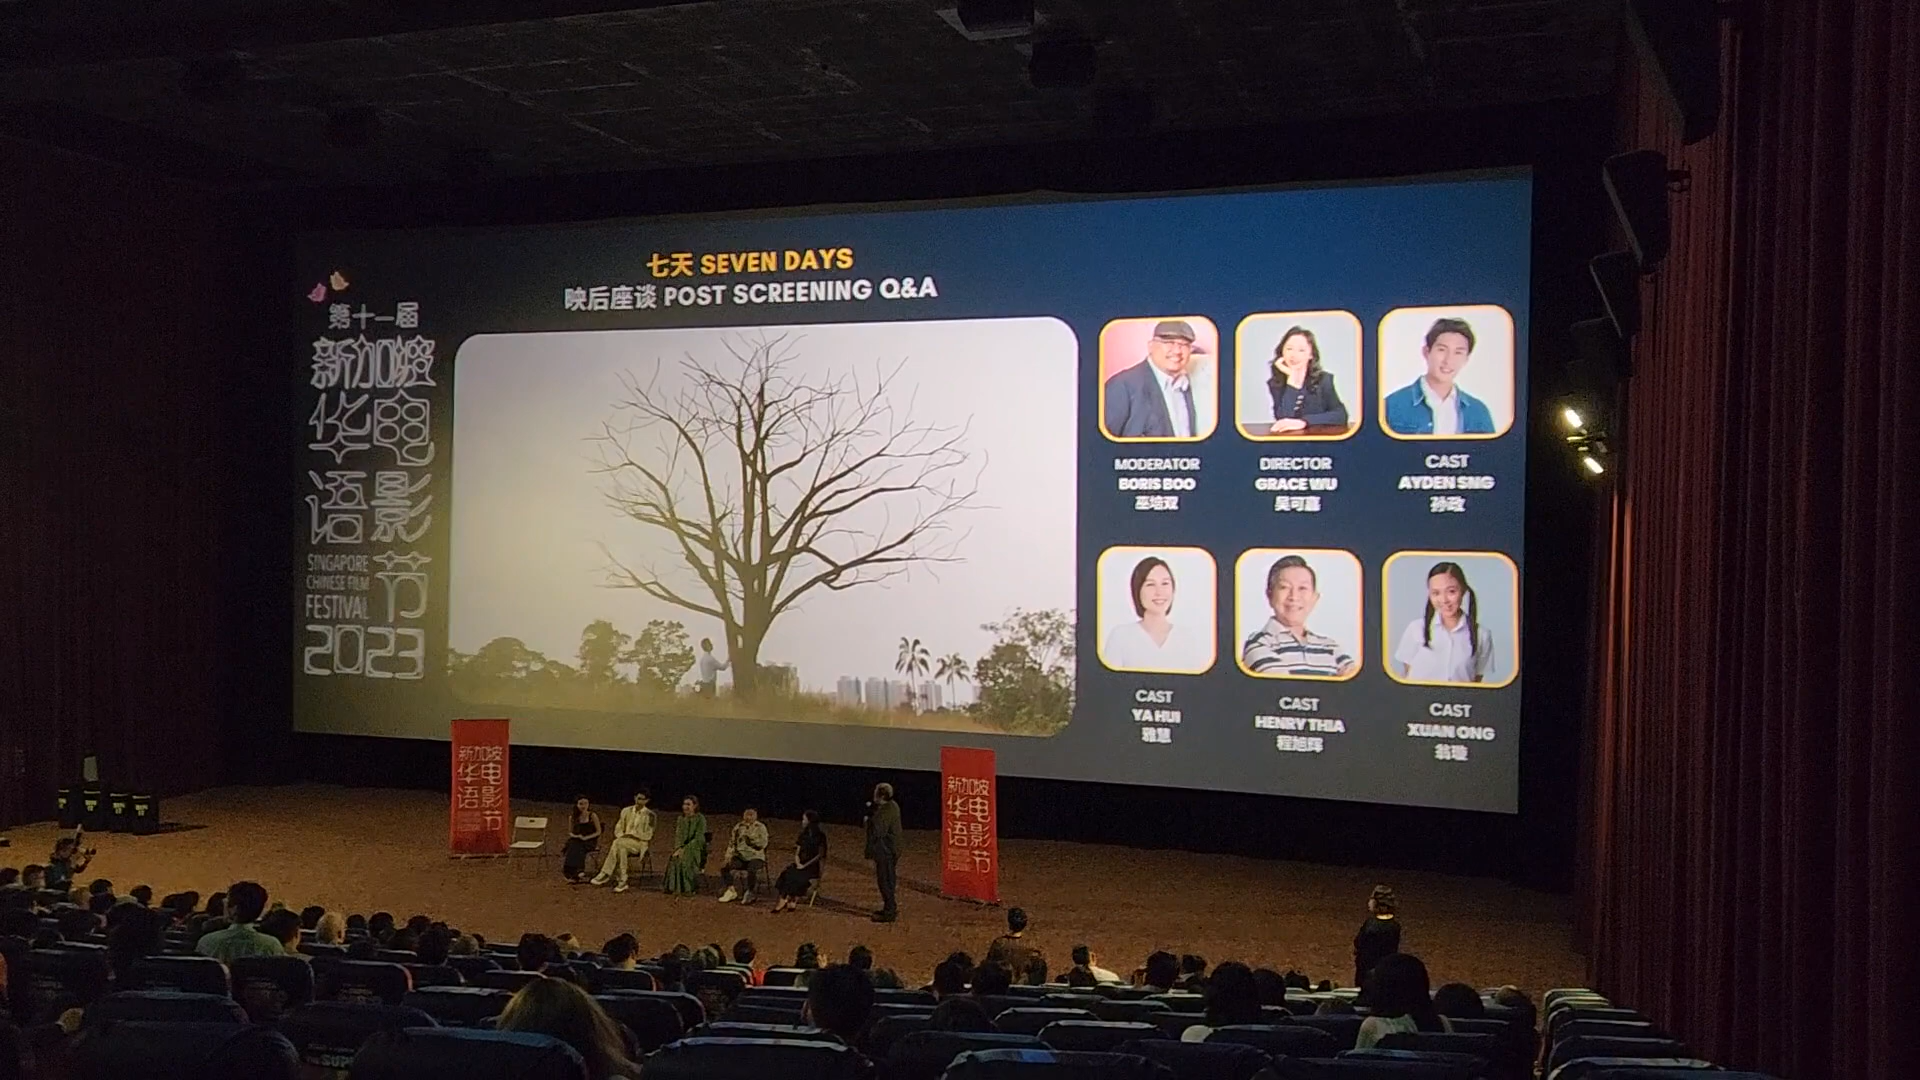 七天 SEVEN DAYS
映后座谈 POST SCREENING Q&A
第十一届
新加坡
华电
语影
节
SINGAPORE
CHINESE FILM
FESTIVAL
2023
MODERATOR
BORIS BOO
巫培双
DIRECTOR
GRACE WU
吴可嘉
CAST
AYDEN SNG
孙政
CAST
YA HUI
雅慧
CAST
HENRY THIA
程旭辉
CAST
XUAN ONG
翁璇
新加坡
华电
语影
节
新加坡
华电
语影
节